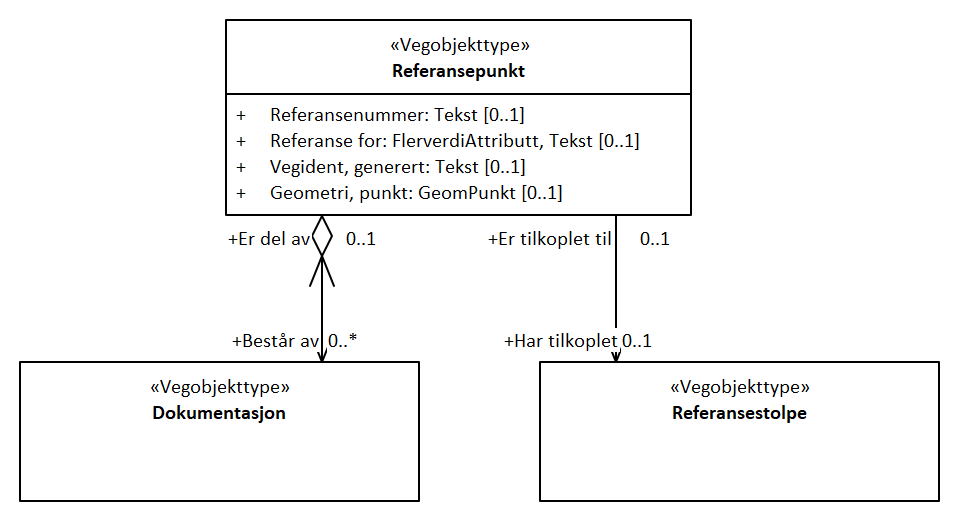 «Vegobjekttype»
Referansepunkt
+ Referansenummer: Tekst [0..1]
+ Referanse for: FlerverdiAttributt, Tekst [0..1]
+ Vegident, generert: Tekst [0..1]
+ Geometri, punkt: GeomPunkt [0..1]
+Er del av 0..1
+Er tilkoplet til 0..1
+Består av 0..*
+Har tilkoplet 0..1
«Vegobjekttype»
Dokumentasjon
«Vegobjekttype»
Referansestolpe